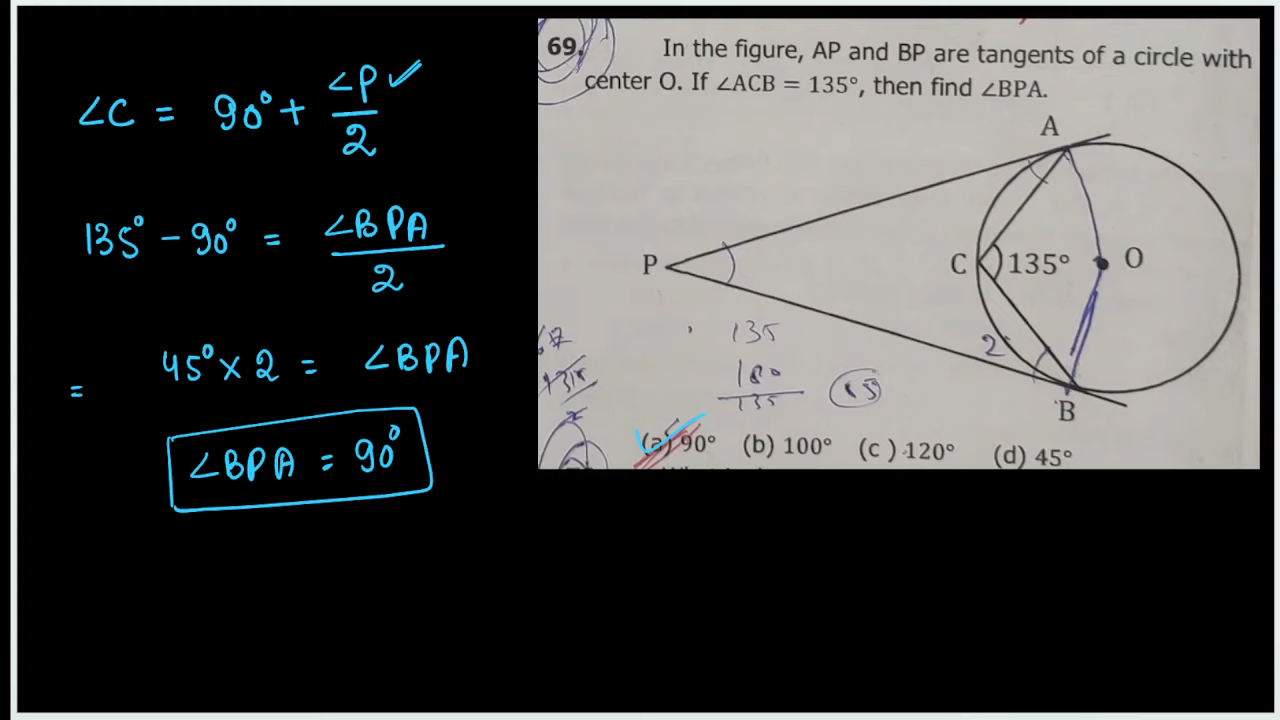 ∠C = 90° + ∠P/2 ✓
135° − 90° = ∠BPA/2
= 45° × 2 = ∠BPA
∠BPA = 90°
69. In the figure, AP and BP are tangents of a circle with
center O. If ∠ACB = 135°, then find ∠BPA.
A
P
C 135° O
2
B
135
180
135
(a) 90° (b) 100° (c ) 120° (d) 45°